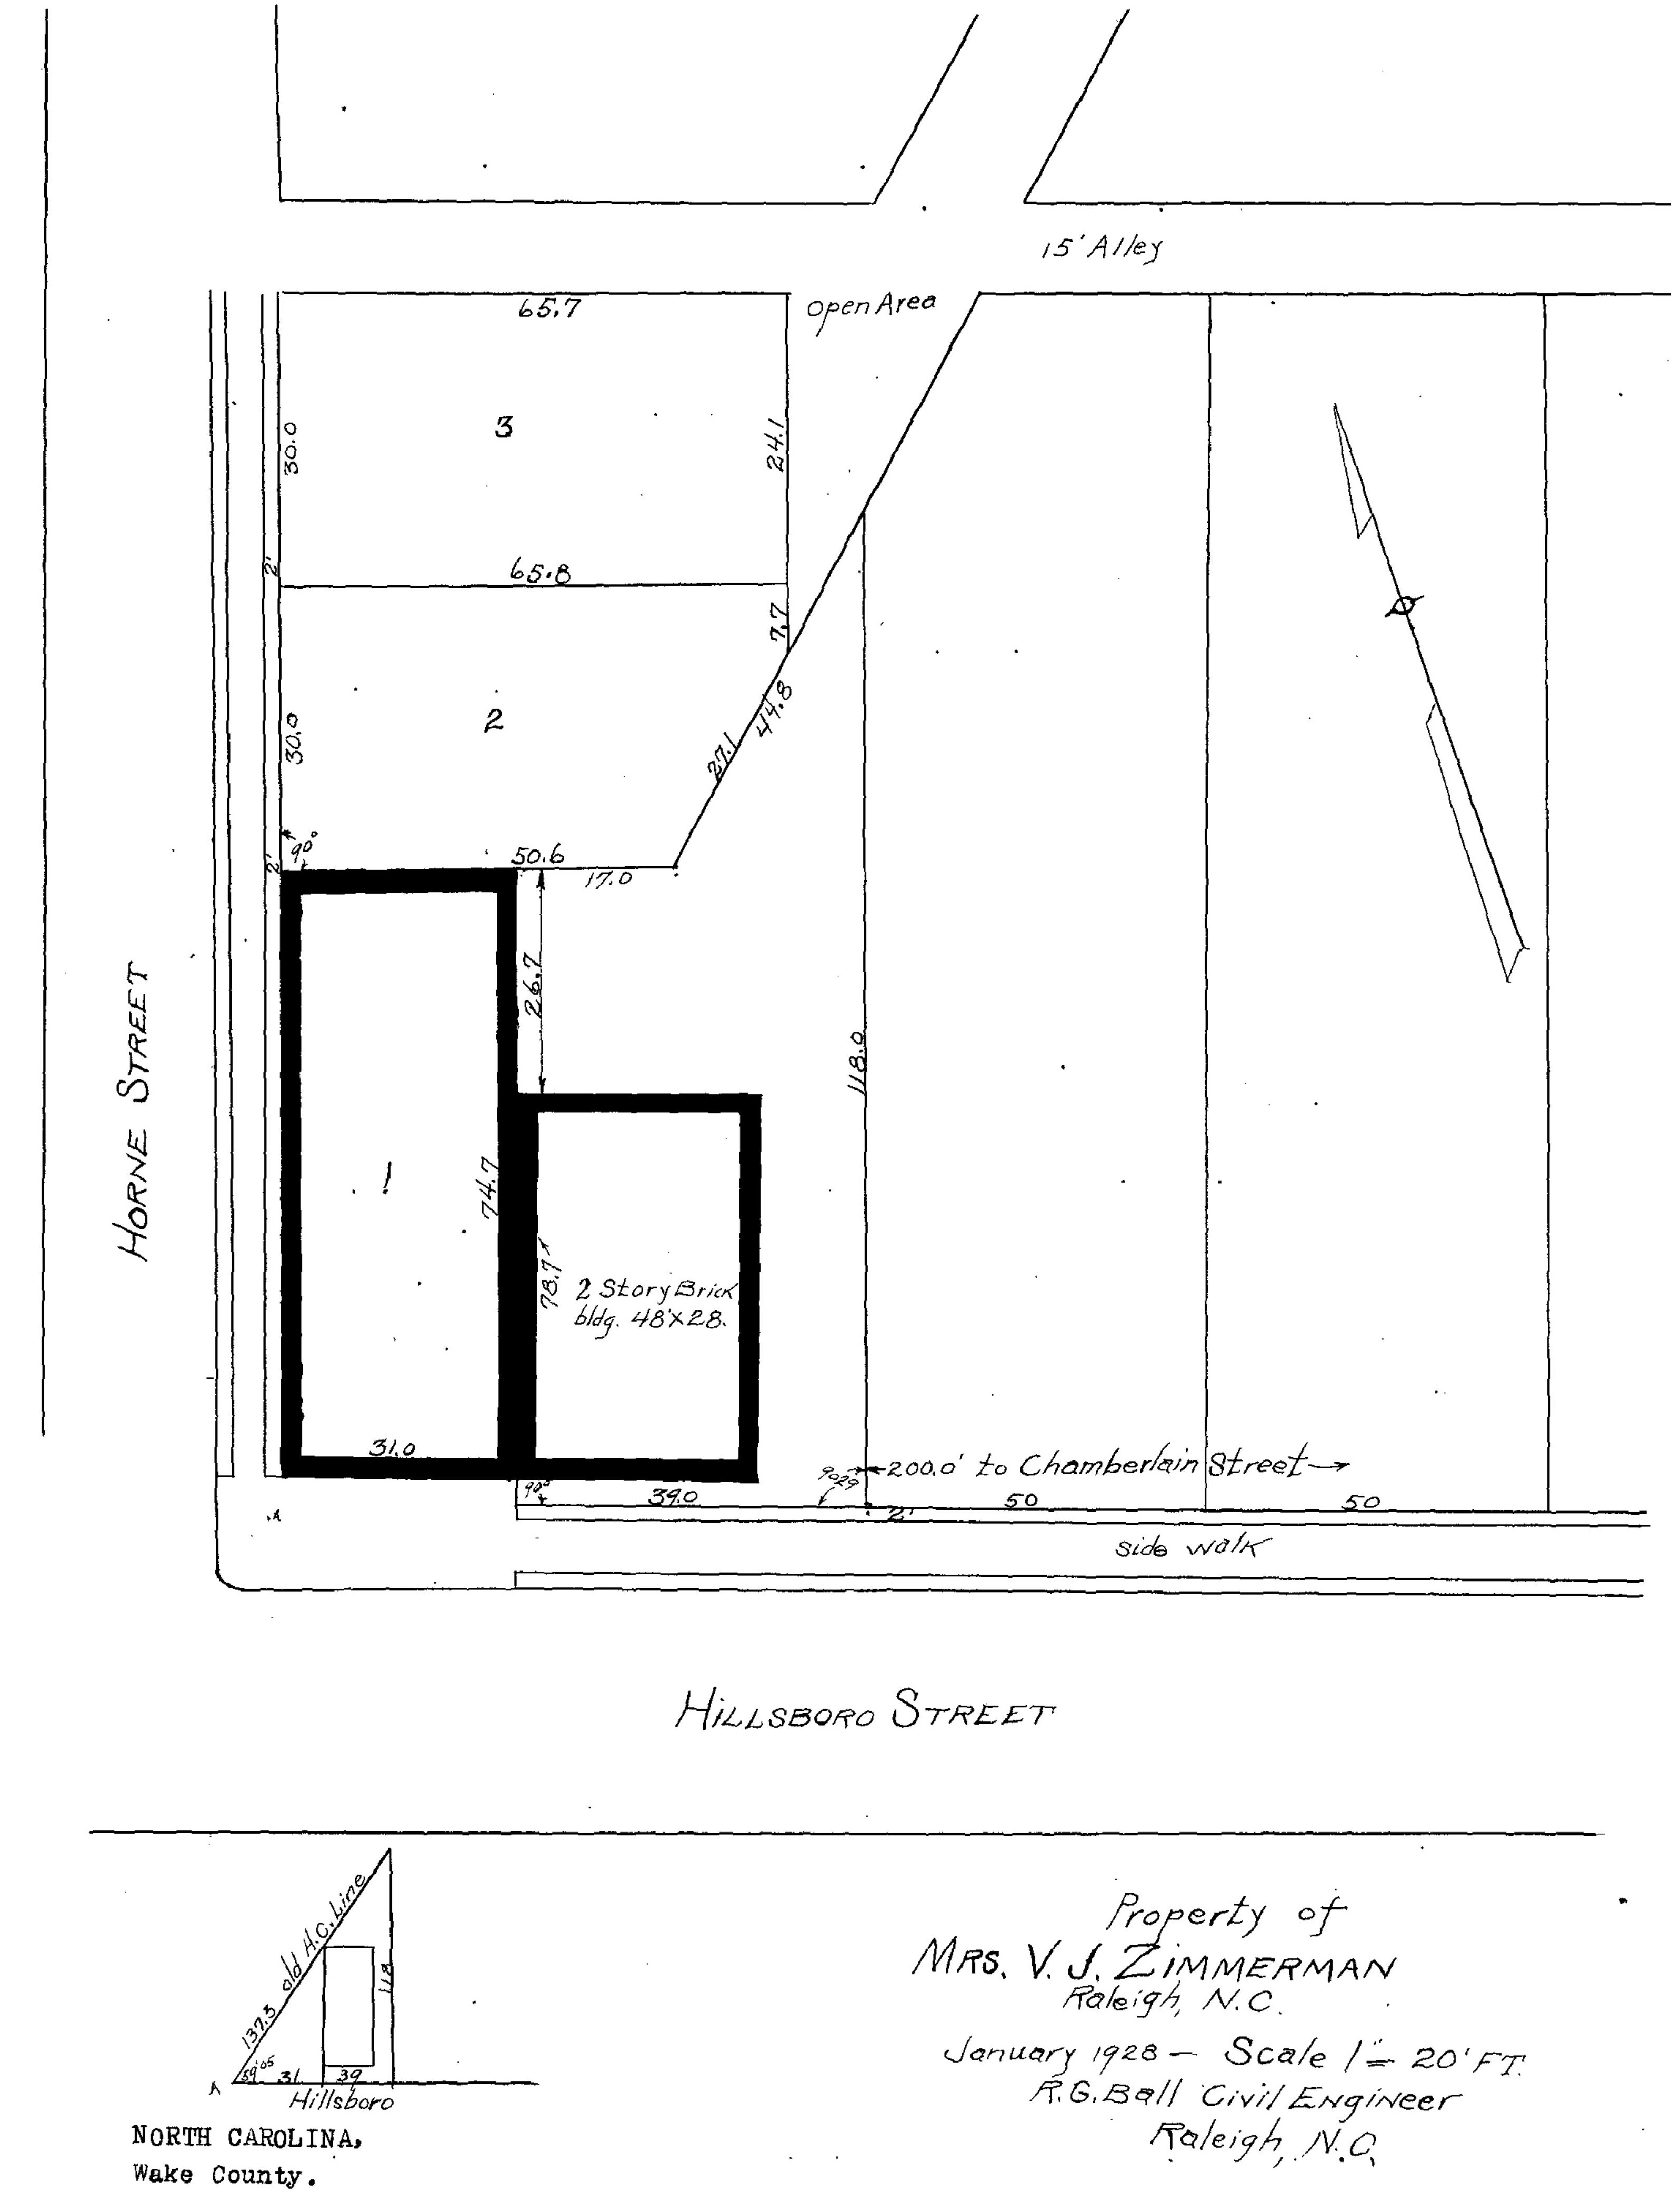 15' Alley
65.7
Open Area
30.0
3
24.1
2'
65.8
7.7
30.0
2
44.8
27.1
90°
2'
50.6
17.0
26.7
HORNE STREET
118.0
1
74.7
78.7
2 Story Brick
bldg. 48'x28.
31.0
200.0' to Chamberlain Street
90°
39.0
90 29
50
50
2'
A
side walk
HILLSBORO STREET
137.3 old A.C. Line
118
59°05
31
39
A
Hillsboro
NORTH CAROLINA,
Wake County.
Property of
MRS. V. J. ZIMMERMAN
Raleigh, N.C.
January 1928 - Scale 1" = 20' FT.
R.G. Ball Civil Engineer
Raleigh, N.C.